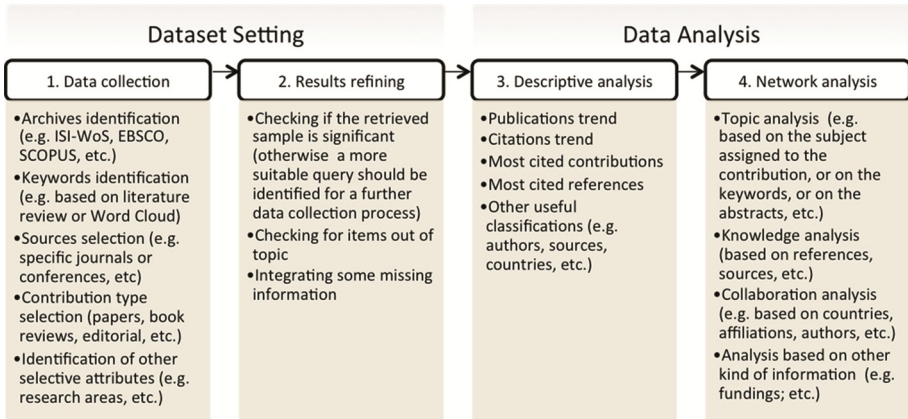 Dataset Setting
Data Analysis
1. Data collection
2. Results refining
3. Descriptive analysis
4. Network analysis
•Archives identification
(e.g. ISI-WoS, EBSCO,
SCOPUS, etc.)
•Keywords identification
(e.g. based on literature
review or Word Cloud)
•Sources selection (e.g.
specific journals or
conferences, etc)
•Contribution type
selection (papers, book
reviews, editorial, etc.)
•Identification of other
selective attributes (e.g.
research areas, etc.)
•Checking if the retrieved
sample is significant
(otherwise a more
suitable query should be
identified for a further
data collection process)
•Checking for items out of
topic
•Integrating some missing
information
•Publications trend
•Citations trend
•Most cited contributions
•Most cited references
•Other useful
classifications (e.g.
authors, sources,
countries, etc.)
•Topic analysis (e.g.
based on the subject
assigned to the
contribution, or on the
keywords, or on the
abstracts, etc.)
•Knowledge analysis
(based on references,
sources, etc.)
•Collaboration analysis
(e.g. based on countries,
affiliations, authors, etc.)
•Analysis based on other
kind of information (e.g.
fundings; etc.)